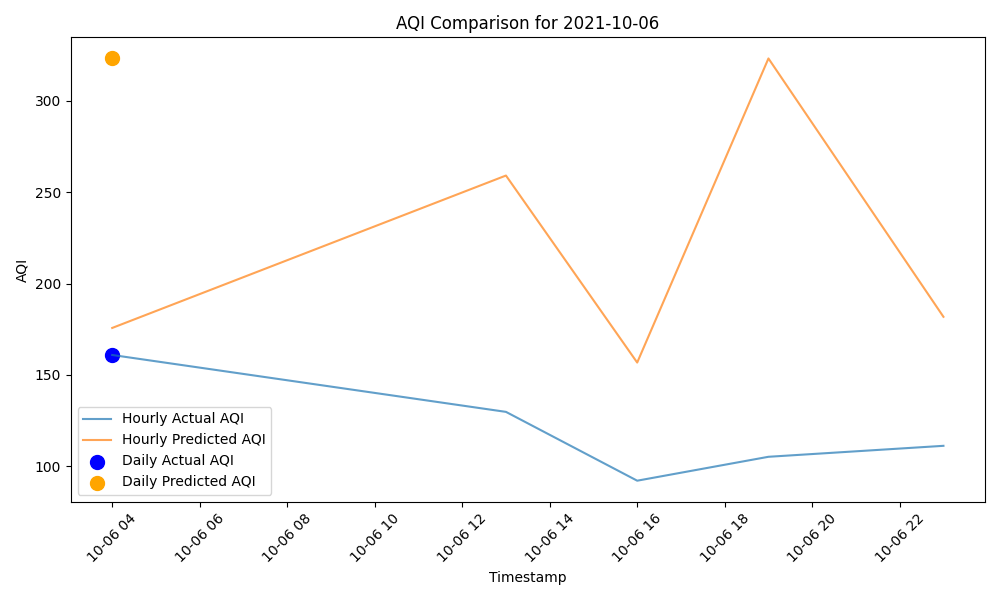 AQI Comparison for 2021-10-06
AQI
300
250
200
150
100
Hourly Actual AQI
Hourly Predicted AQI
Daily Actual AQI
Daily Predicted AQI
10-06 04
10-06 06
10-06 08
10-06 10
10-06 12
10-06 14
10-06 16
10-06 18
10-06 20
10-06 22
Timestamp